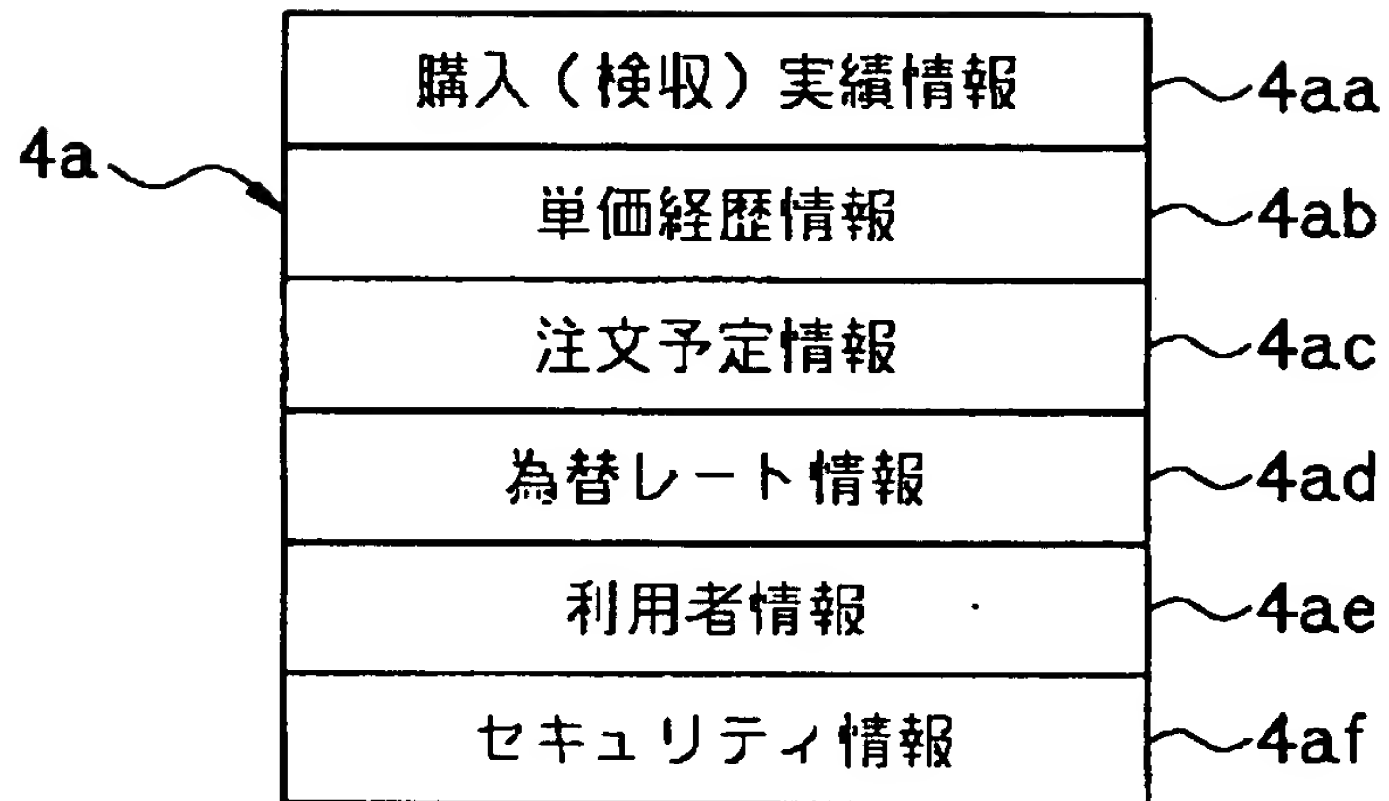 購入（検収）実績情報 4aa
4a
単価経歴情報 4ab
注文予定情報 4ac
為替レート情報 4ad
利用者情報 4ae
セキュリティ情報 4af